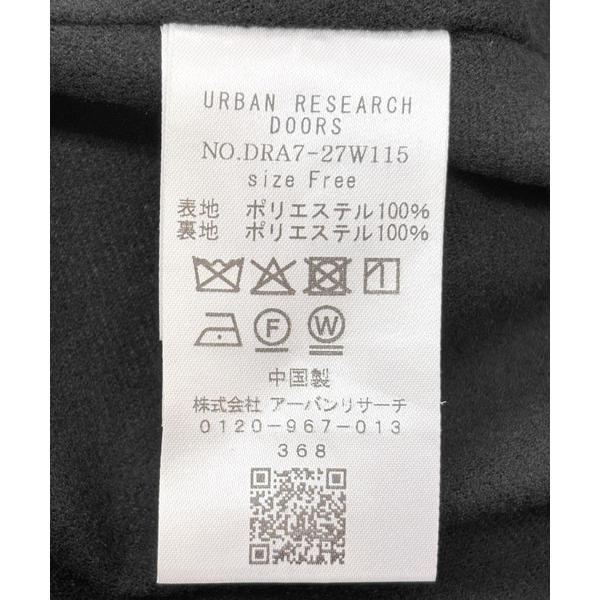 URBAN RESEARCH
DOORS
NO.DRA7-27W115
size Free
表地 ポリエステル100%
裏地 ポリエステル100%
F W
中国製
株式会社 アーバンリサーチ
0120-967-013
368